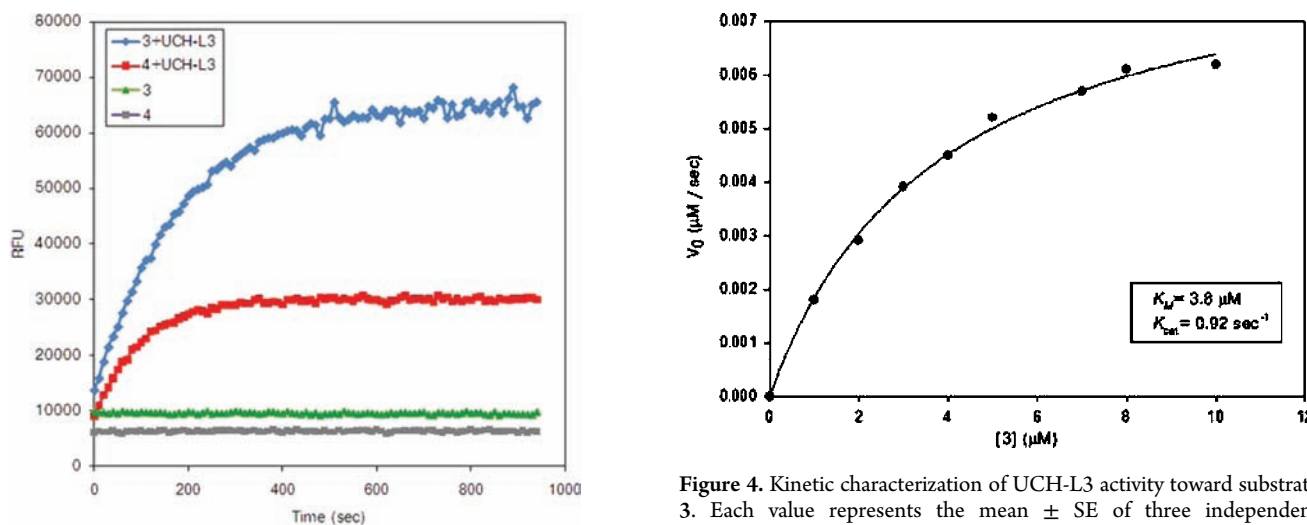 80000
70000
60000
50000
40000
30000
20000
10000
0
RFU
3+UCH-L3
4+UCH-L3
3
4
0 200 400 600 800 1000
Time (sec)
0.007
0.006
0.005
0.004
0.003
0.002
0.001
0.000
V0 (µM / sec)
KM= 3.8 µM
Kcat= 0.92 sec-1
0 2 4 6 8 10 12
[3] (µM)
Figure 4. Kinetic characterization of UCH-L3 activity toward substrat
3. Each value represents the mean ± SE of three independen